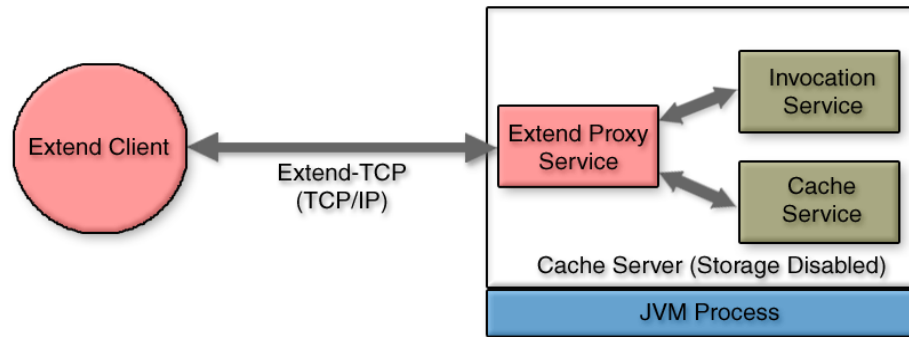 Extend Client
Extend-TCP
(TCP/IP)
Extend Proxy
Service
Invocation
Service
Cache
Service
Cache Server (Storage Disabled)
JVM Process